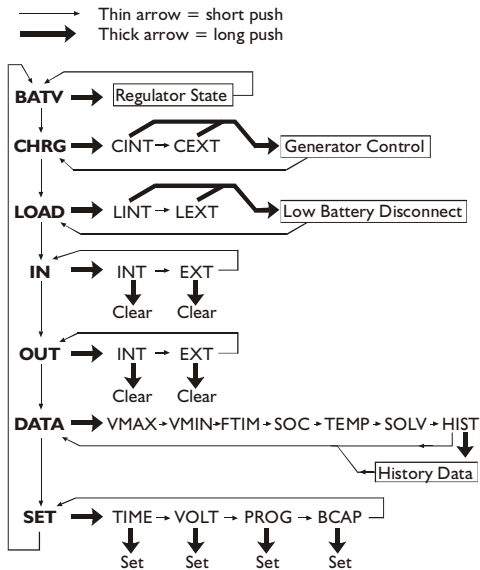 Thin arrow = short push
Thick arrow = long push
BATV Regulator State
CHRG CINT CEXT Generator Control
LOAD LINT LEXT Low Battery Disconnect
IN INT EXT
Clear Clear
OUT INT EXT
Clear Clear
DATA VMAX VMIN FTIM SOC TEMP SOLV HIST
History Data
SET TIME VOLT PROG BCAP
Set Set Set Set